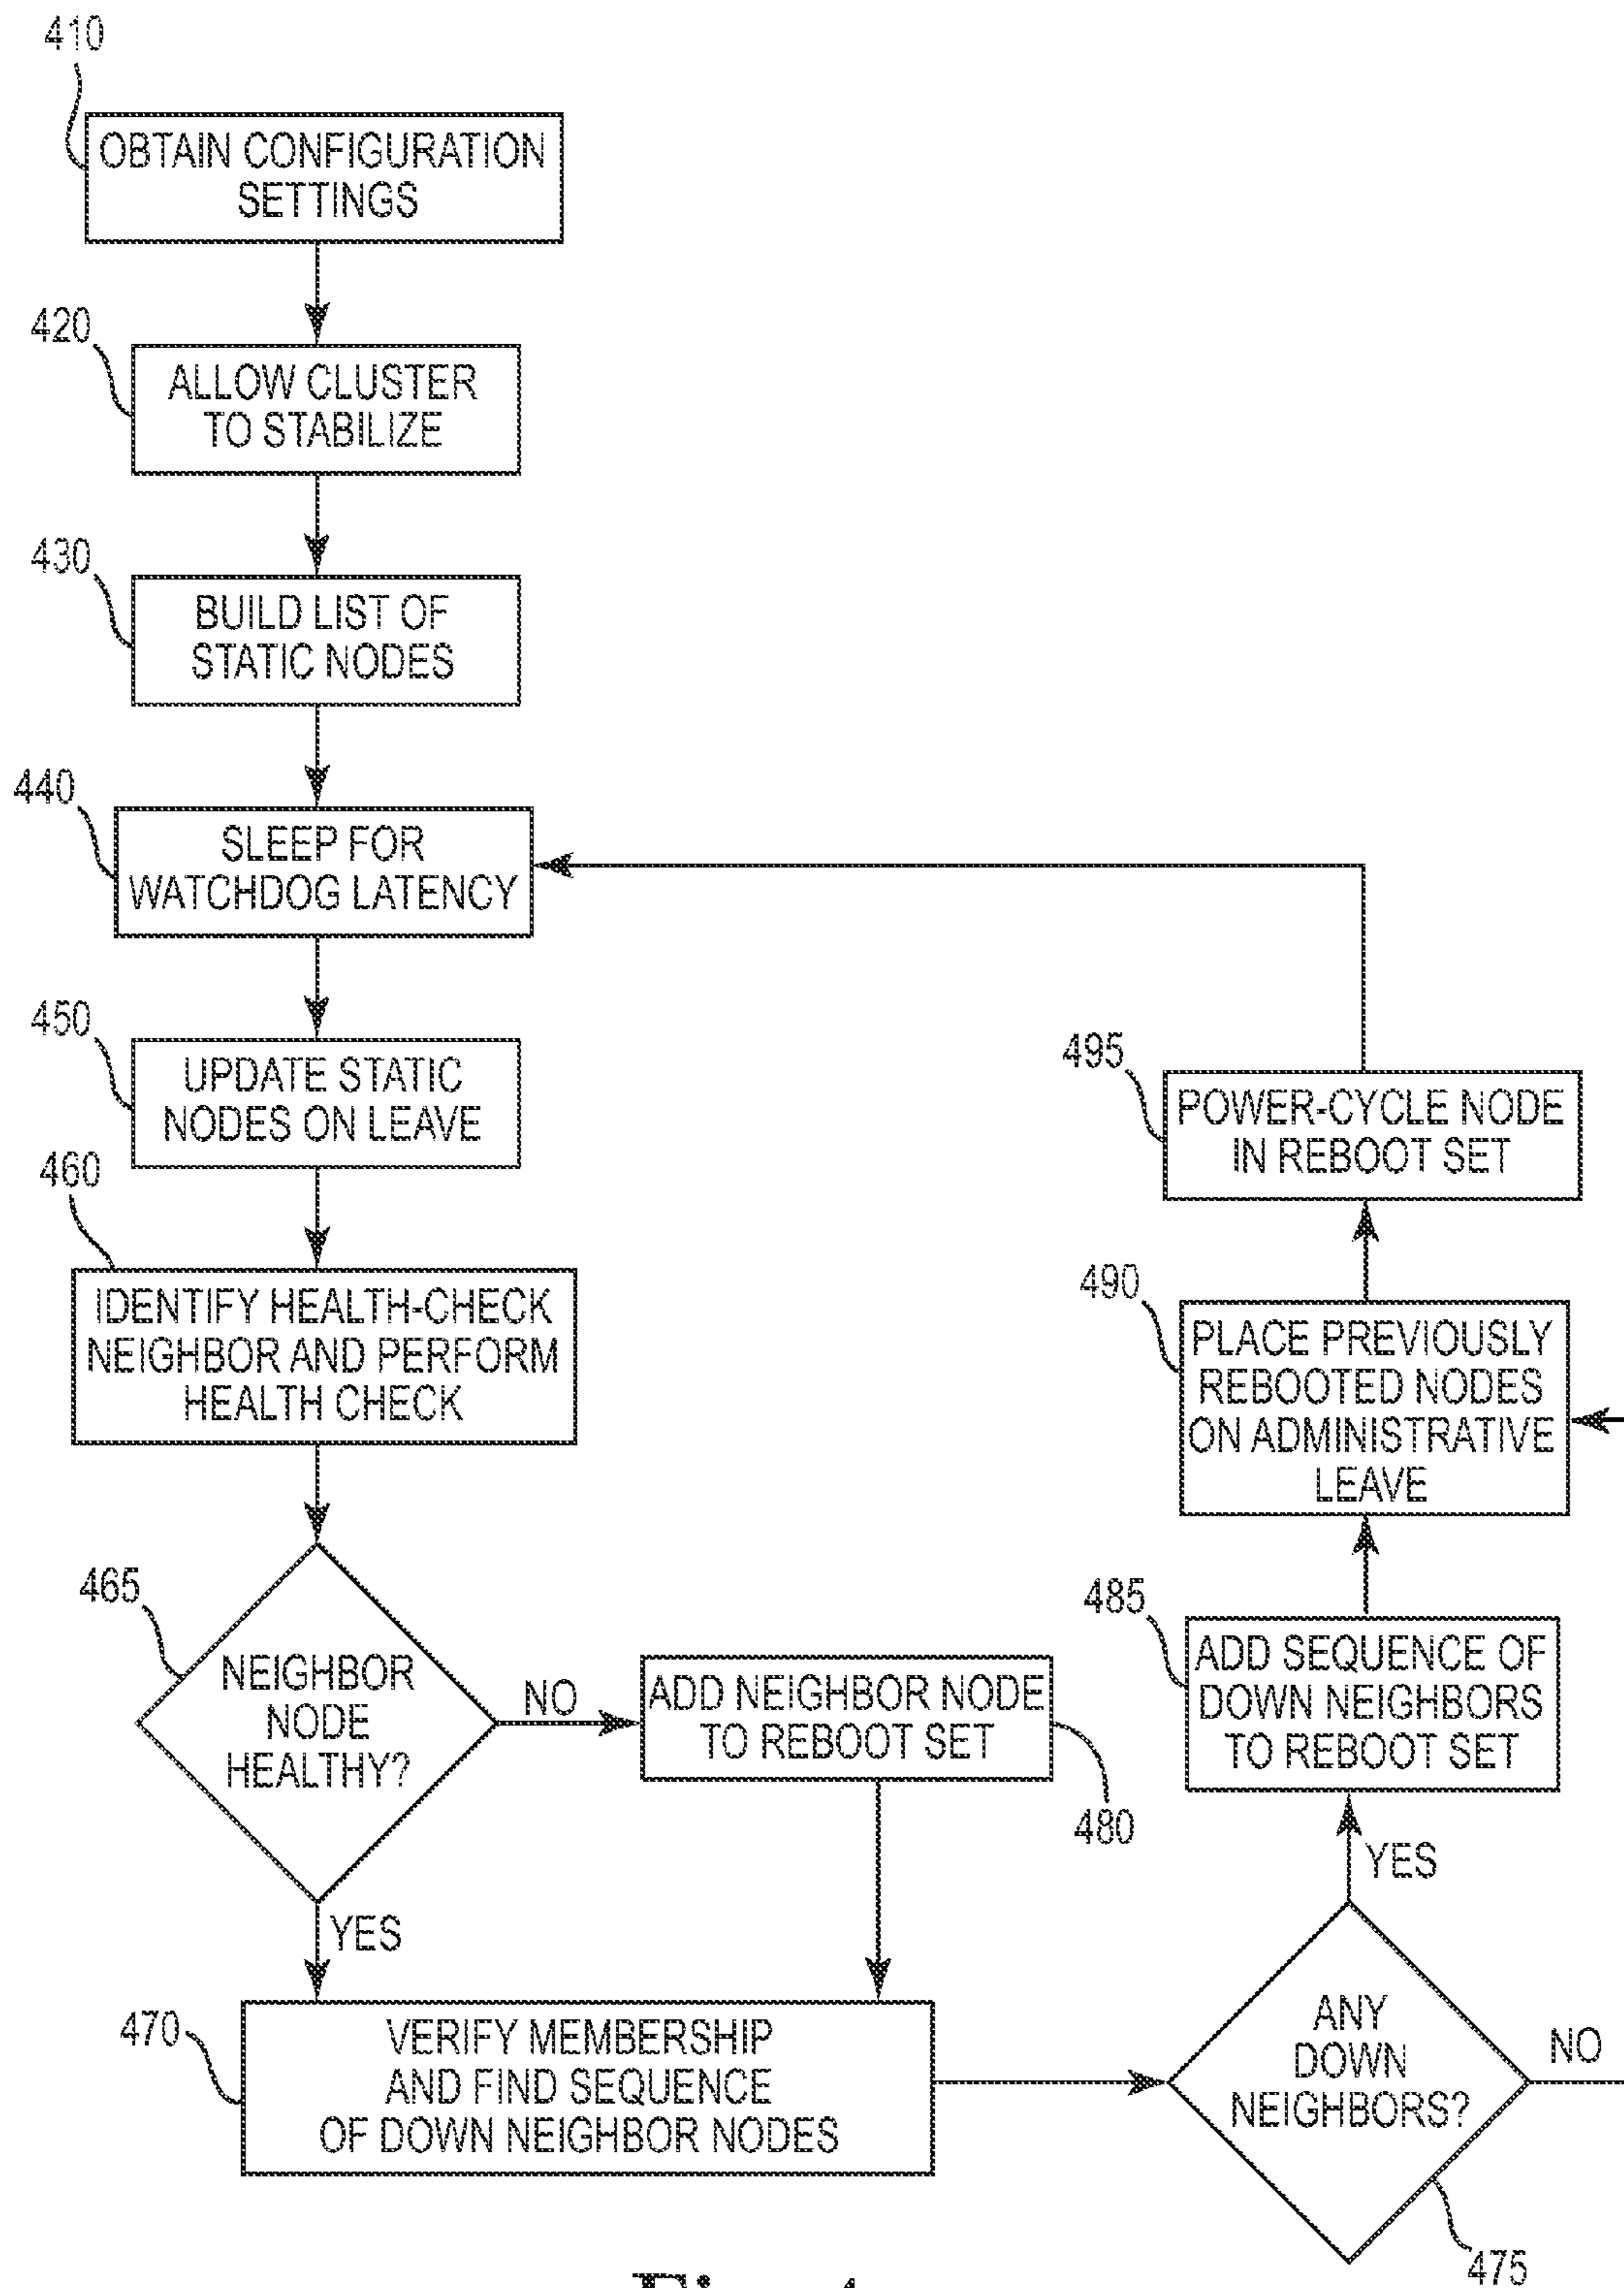 410
OBTAIN CONFIGURATION
SETTINGS
420
ALLOW CLUSTER
TO STABILIZE
430
BUILD LIST OF
STATIC NODES
440
SLEEP FOR
WATCHDOG LATENCY
450
UPDATE STATIC
NODES ON LEAVE
460
IDENTIFY HEALTH-CHECK
NEIGHBOR AND PERFORM
HEALTH CHECK
465
NEIGHBOR
NODE
HEALTHY?
NO
ADD NEIGHBOR NODE
TO REBOOT SET
480
YES
470
VERIFY MEMBERSHIP
AND FIND SEQUENCE
OF DOWN NEIGHBOR NODES
ANY
DOWN
NEIGHBORS?
475
NO
YES
485
ADD SEQUENCE OF
DOWN NEIGHBORS
TO REBOOT SET
490
PLACE PREVIOUSLY
REBOOTED NODES
ON ADMINISTRATIVE
LEAVE
495
POWER-CYCLE NODE
IN REBOOT SET